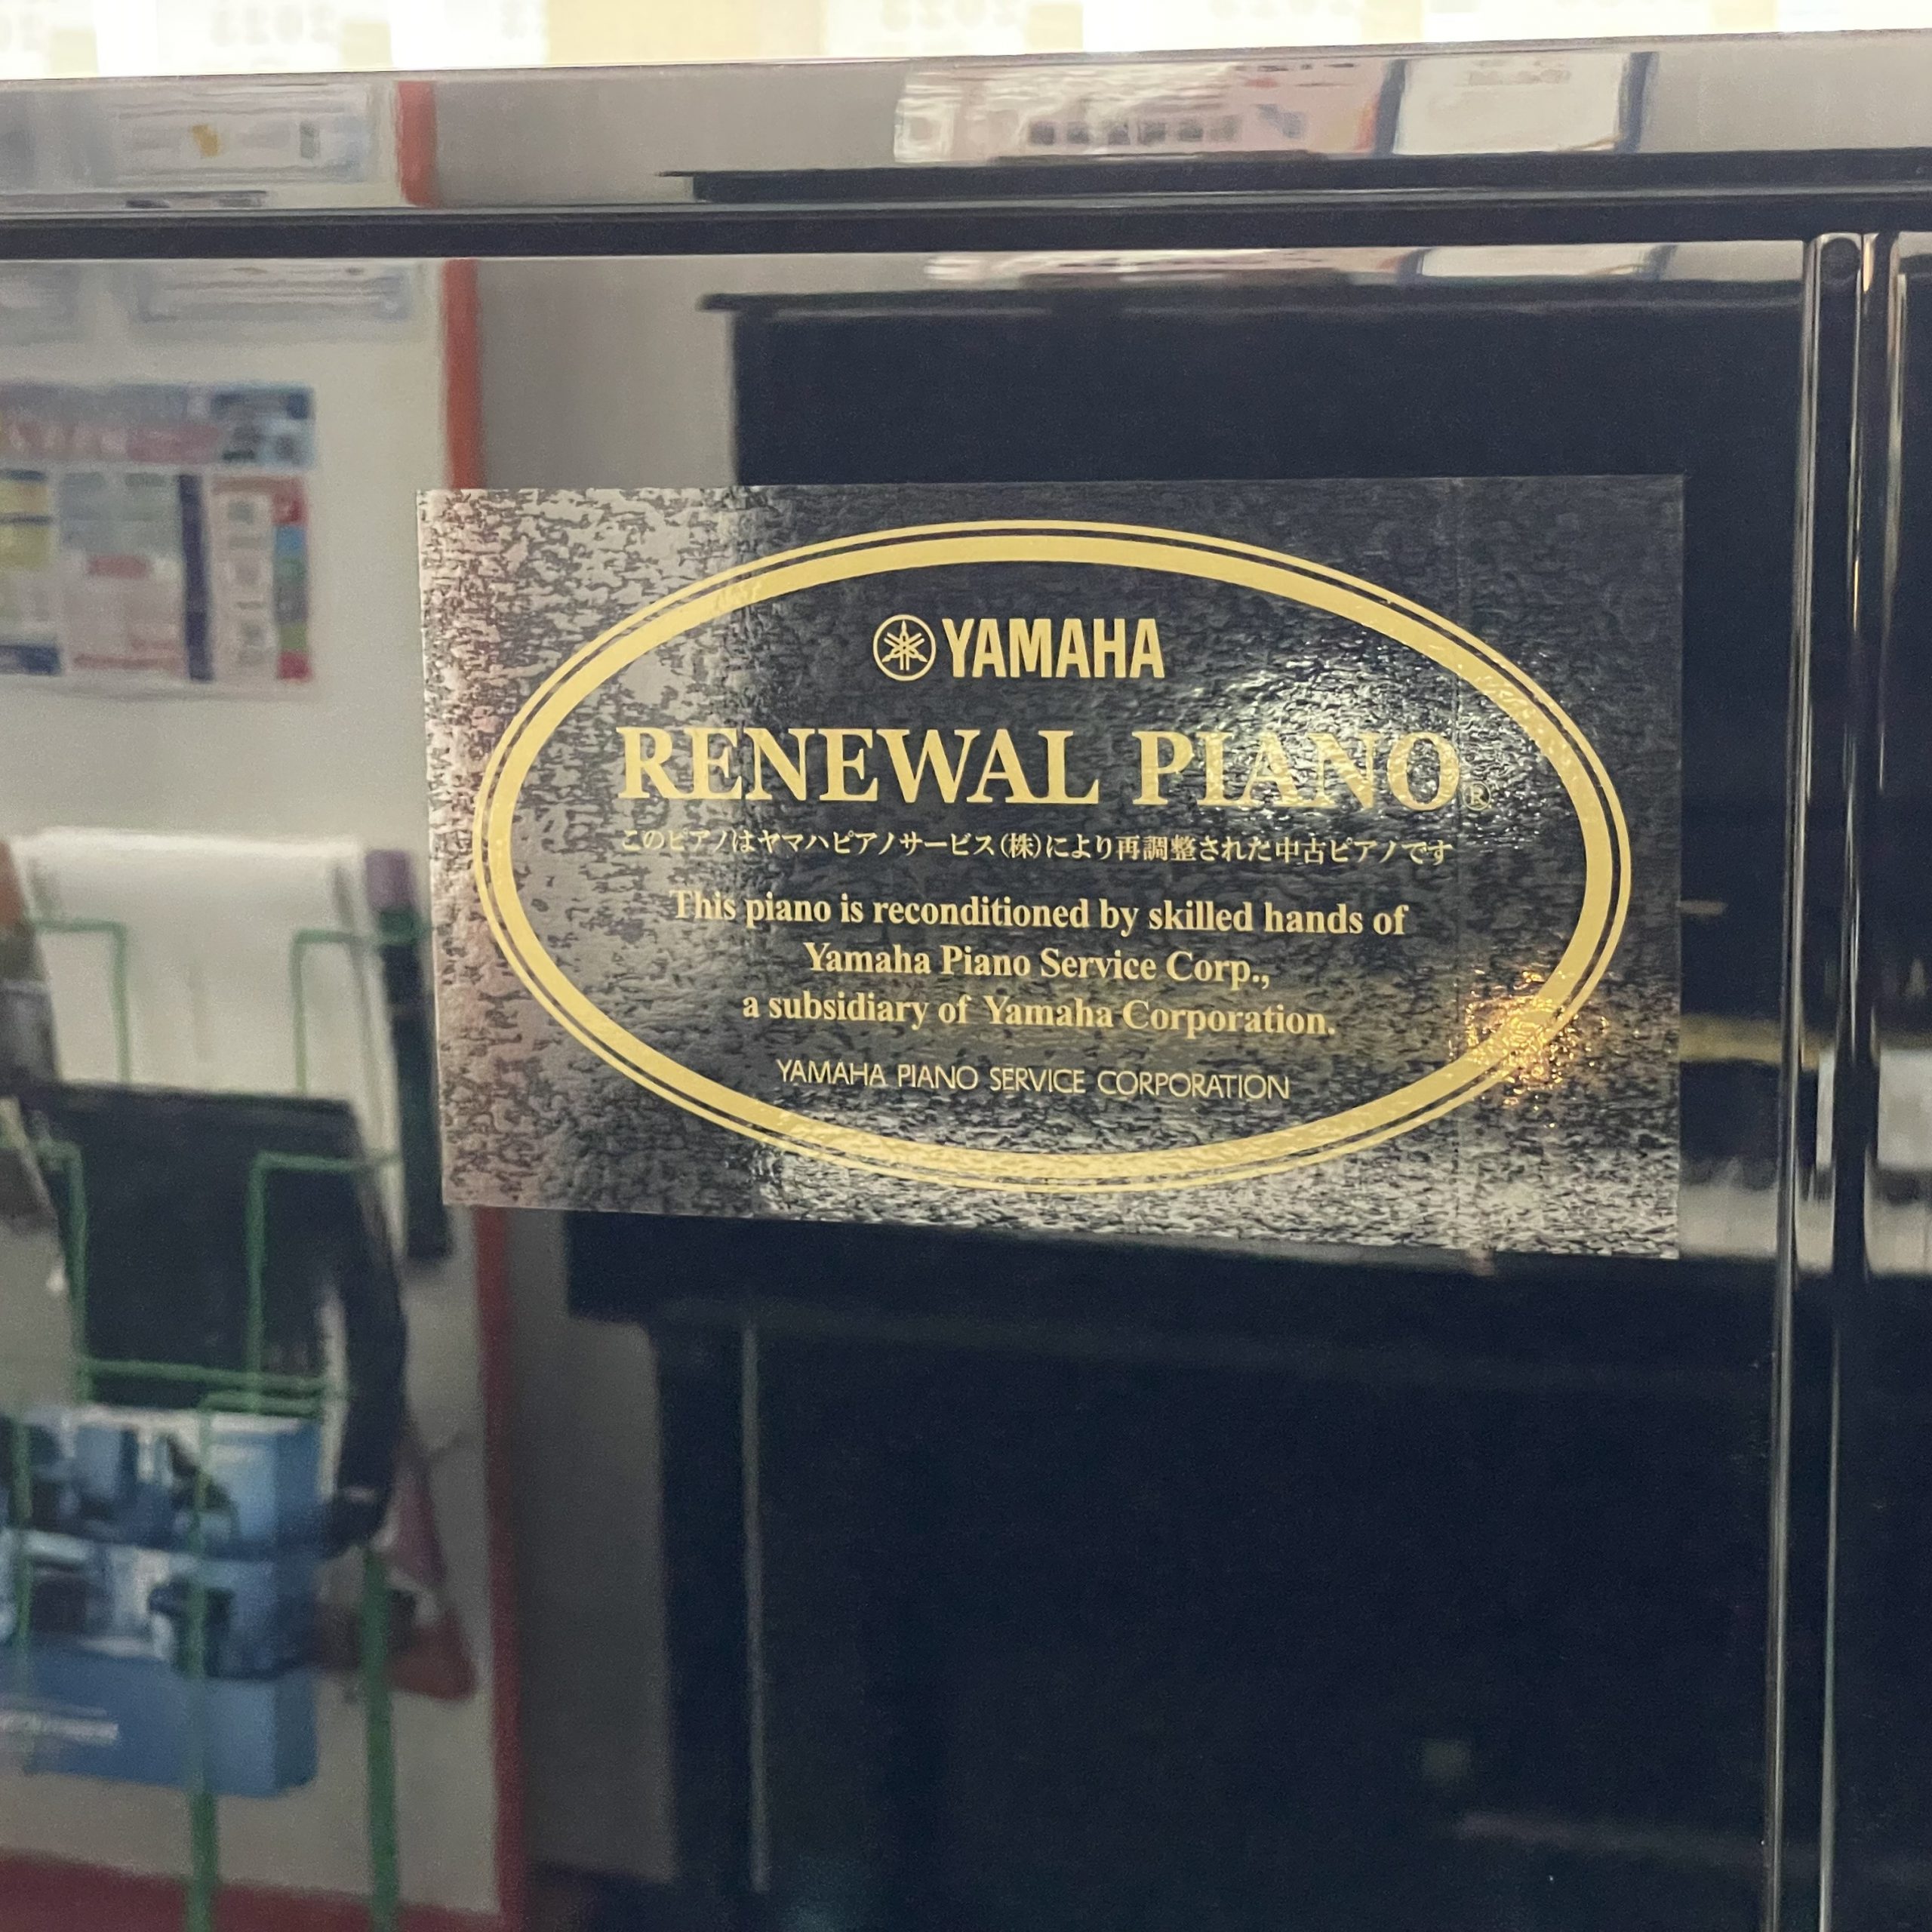 YAMAHA
RENEWAL PIANO®
このピアノはヤマハピアノサービス(株)により再調整された中古ピアノです
This piano is reconditioned by skilled hands of
Yamaha Piano Service Corp.,
a subsidiary of Yamaha Corporation.
YAMAHA PIANO SERVICE CORPORATION